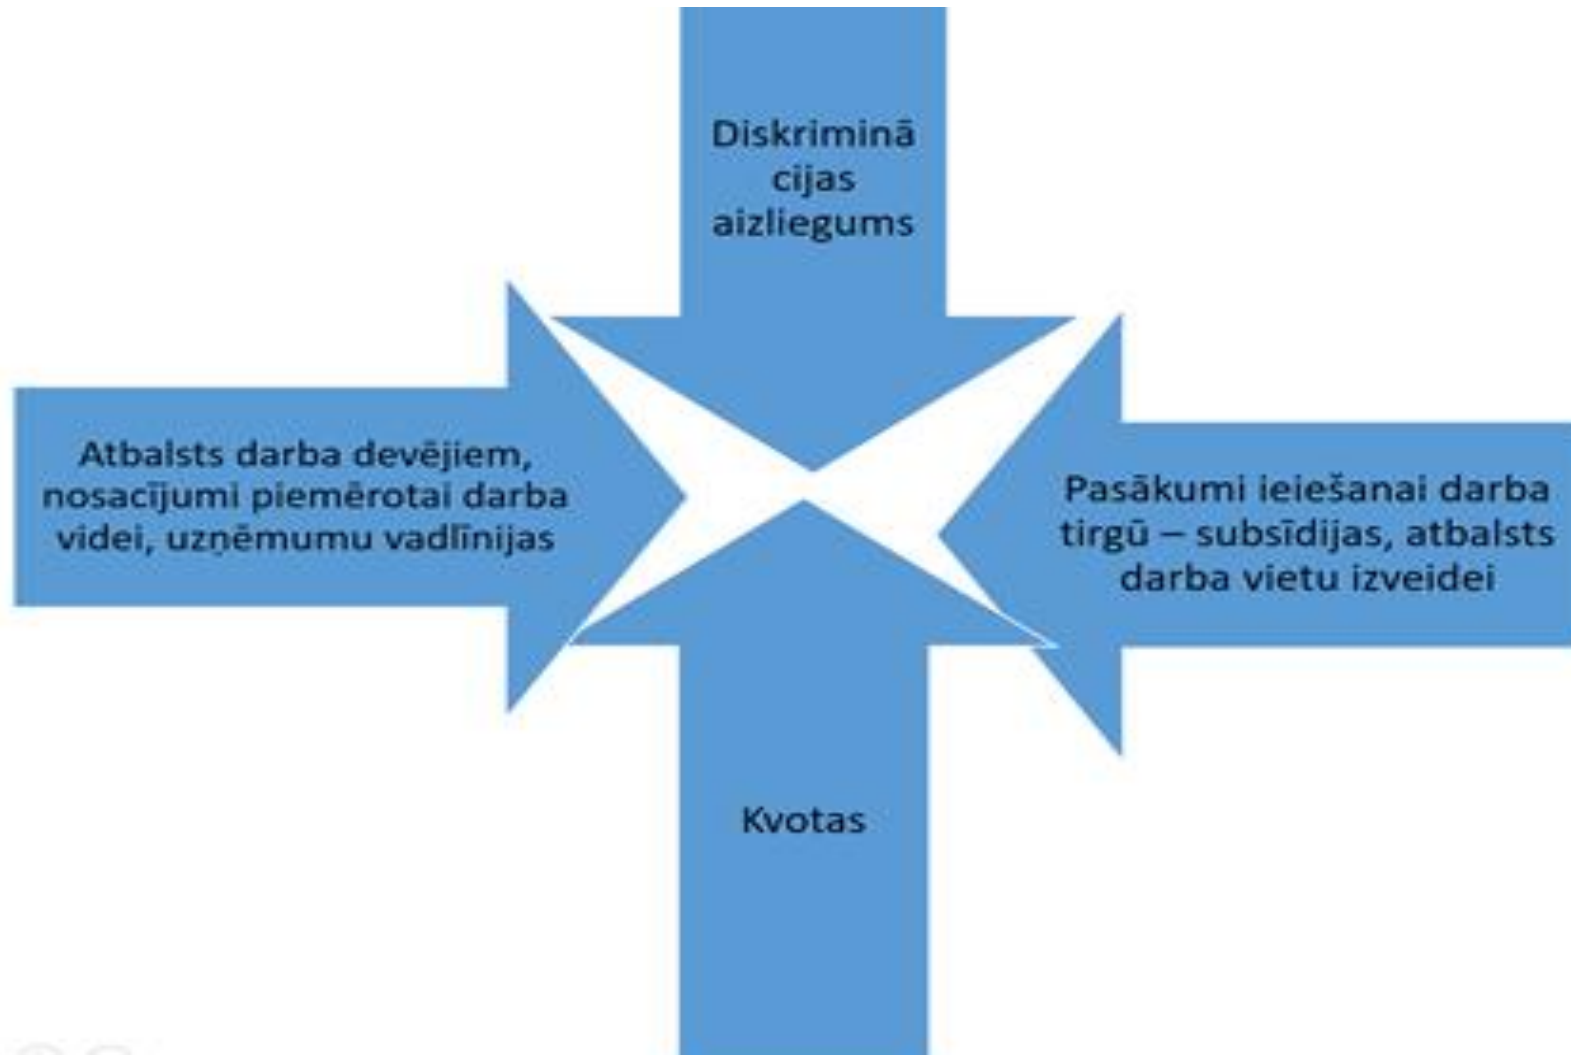 Diskriminā
cijas
aizliegums
Atbalsts darba devējiem,
nosacījumi piemērotai darba
videi, uzņēmumu vadlīnijas
Pasākumi ieiešanai darba
tirgū – subsīdijas, atbalsts
darba vietu izveidei
Kvotas